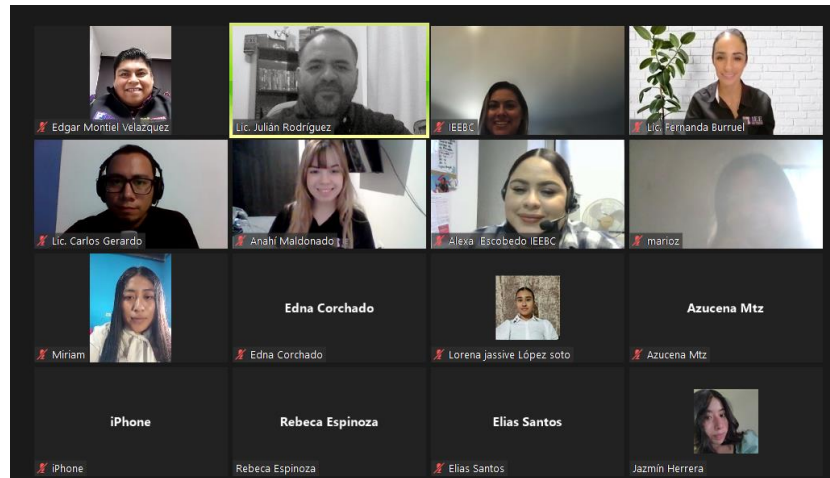 Edgar Montiel Velazquez
Lic. Julián Rodríguez
IEEBC
Lic. Fernanda Burruel
Lic. Carlos Gerardo
Anahí Maldonado
Alexa Escobedo IEEBC
marioz
Miriam
Edna Corchado
Edna Corchado
Lorena jassive López soto
Azucena Mtz
Azucena Mtz
iPhone
iPhone
Rebeca Espinoza
Rebeca Espinoza
Elias Santos
Elias Santos
Jazmín Herrera